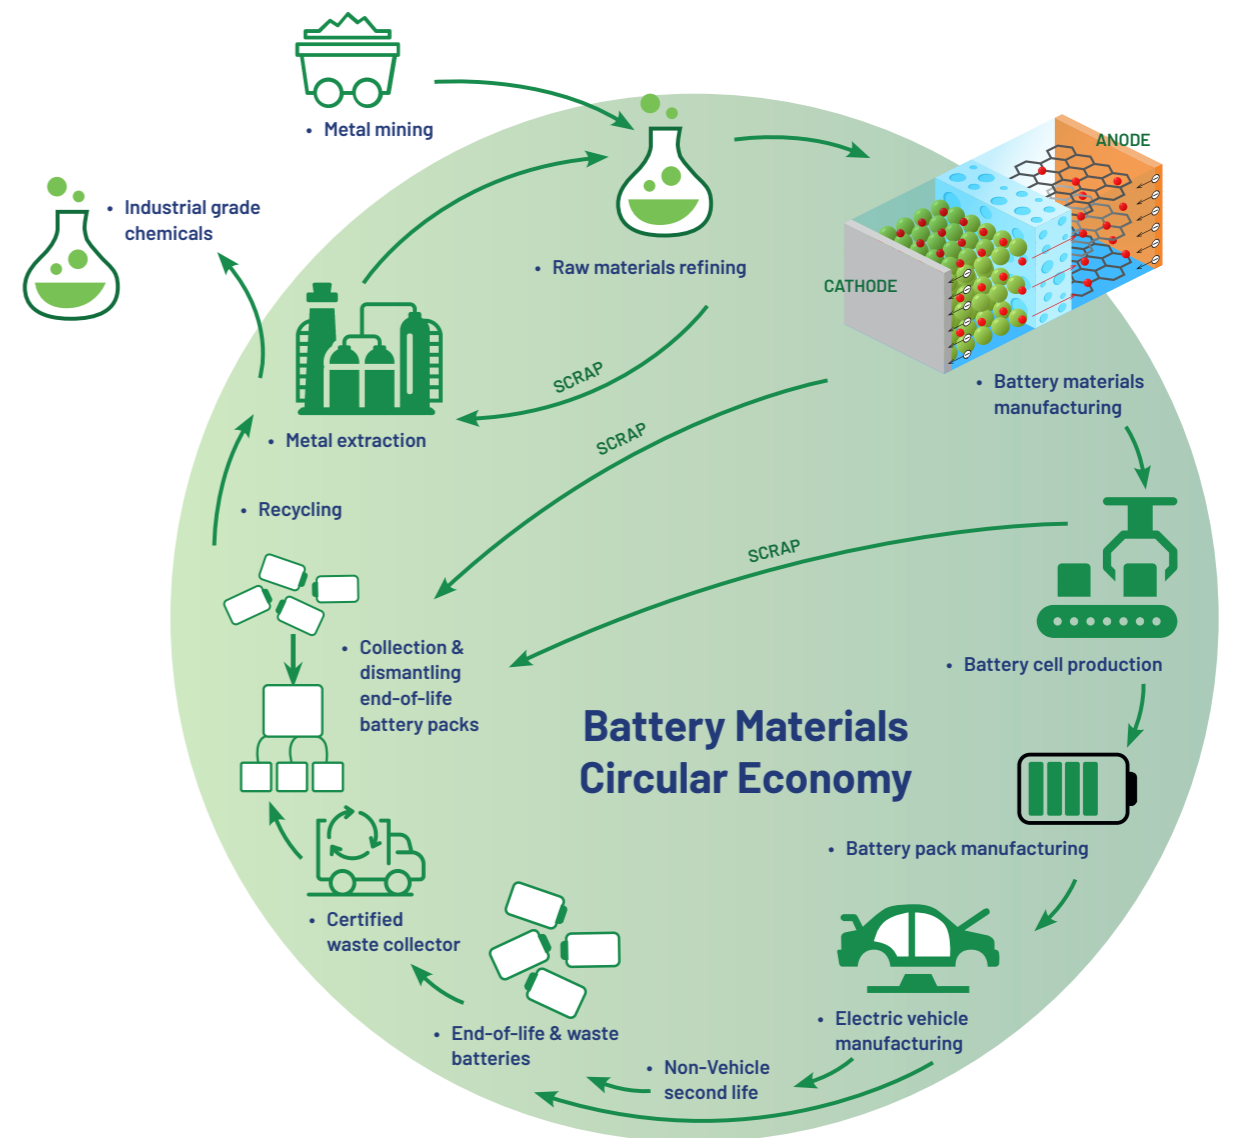 • Metal mining
• Industrial grade
chemicals
• Raw materials refining
ANODE
CATHODE
• Battery materials
manufacturing
SCRAP
• Metal extraction
SCRAP
• Recycling
SCRAP
• Collection &
dismantling
end-of-life
battery packs
• Battery cell production
Battery Materials
Circular Economy
• Battery pack manufacturing
• Certified
waste collector
• Electric vehicle
manufacturing
• End-of-life & waste
batteries
• Non-Vehicle
second life